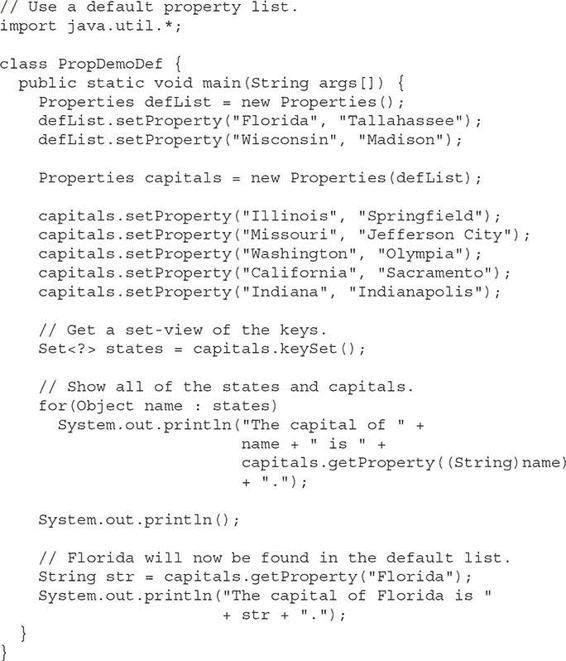 // Use a default property list.
import java.util.*;

class PropDemoDef {
  public static void main(String args[]) {
    Properties defList = new Properties();
    defList.setProperty("Florida", "Tallahassee");
    defList.setProperty("Wisconsin", "Madison");

    Properties capitals = new Properties(defList);

    capitals.setProperty("Illinois", "Springfield");
    capitals.setProperty("Missouri", "Jefferson City");
    capitals.setProperty("Washington", "Olympia");
    capitals.setProperty("California", "Sacramento");
    capitals.setProperty("Indiana", "Indianapolis");

    // Get a set-view of the keys.
    Set<?> states = capitals.keySet();

    // Show all of the states and capitals.
    for(Object name : states)
      System.out.println("The capital of " +
                         name + " is " +
                         capitals.getProperty((String)name)
                         + ".");

    System.out.println();

    // Florida will now be found in the default list.
    String str = capitals.getProperty("Florida");
    System.out.println("The capital of Florida is "
                       + str + ".");
  }
}